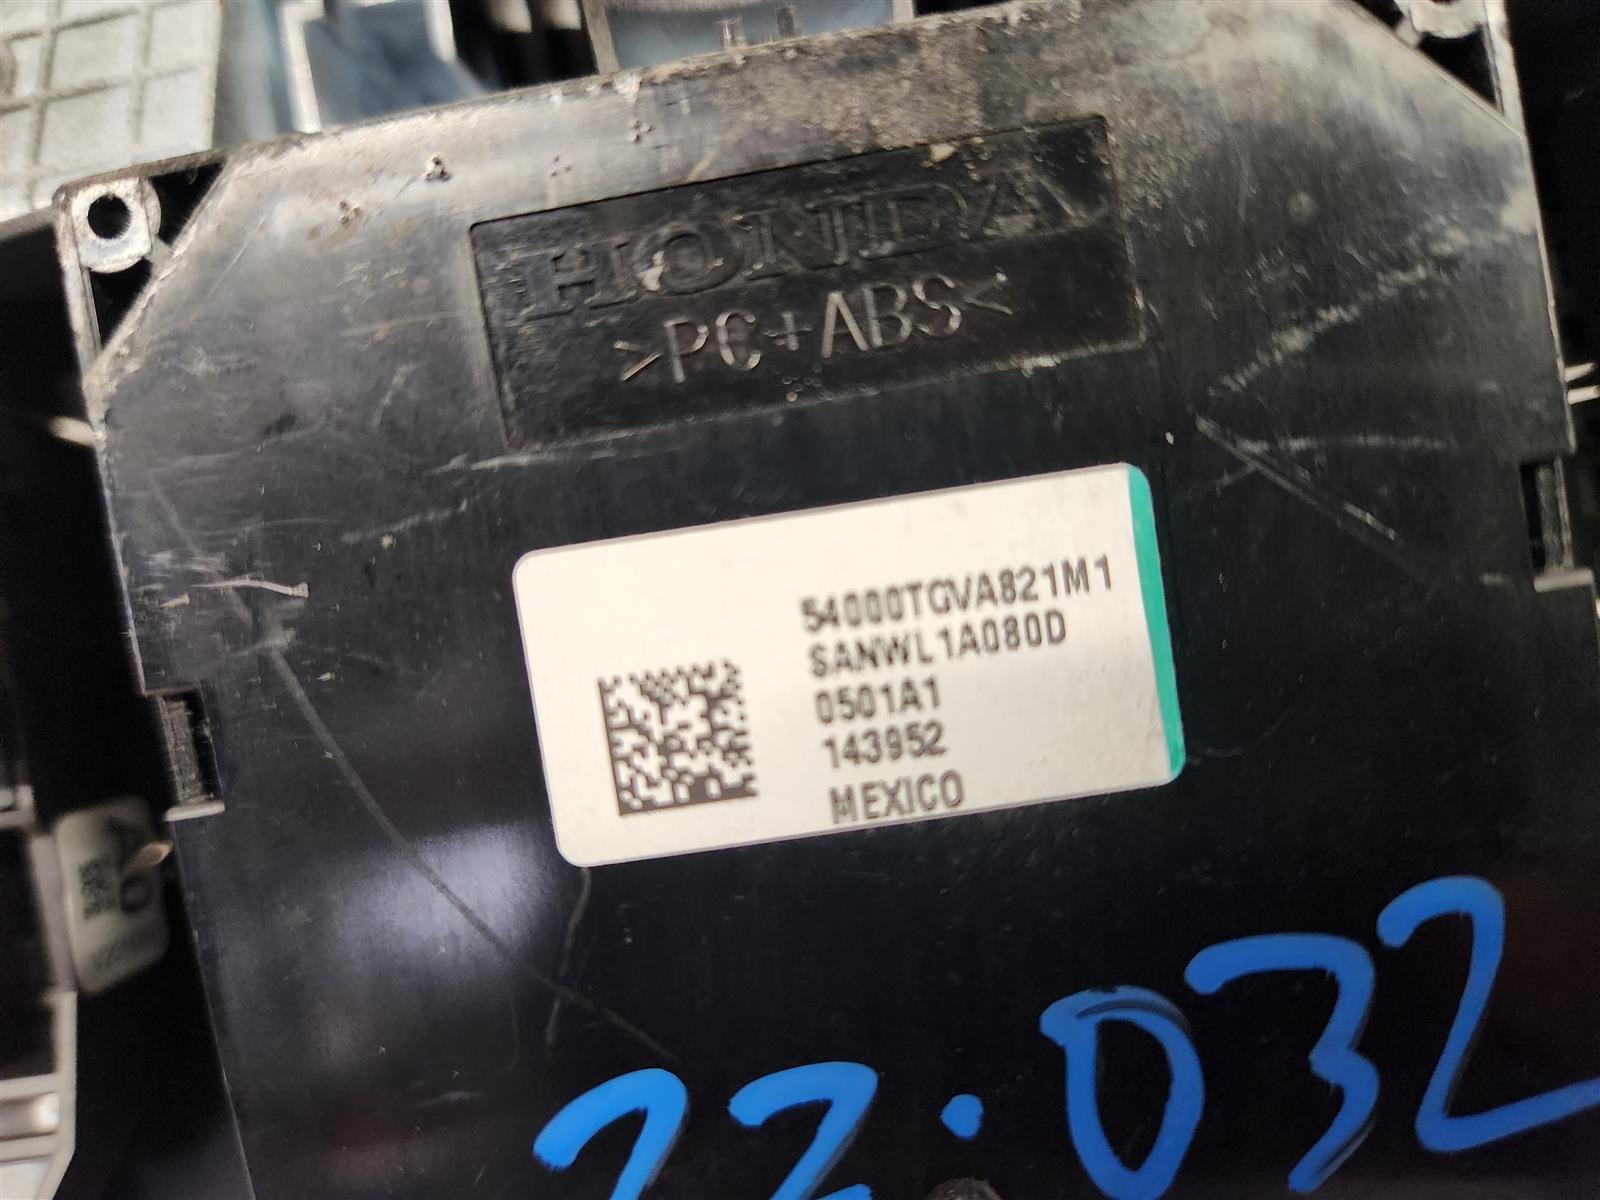 HONDA
>PC+ABS<
54000TGVA821M1
SANWL1A080D
0501A1
143952
MEXICO
22.032